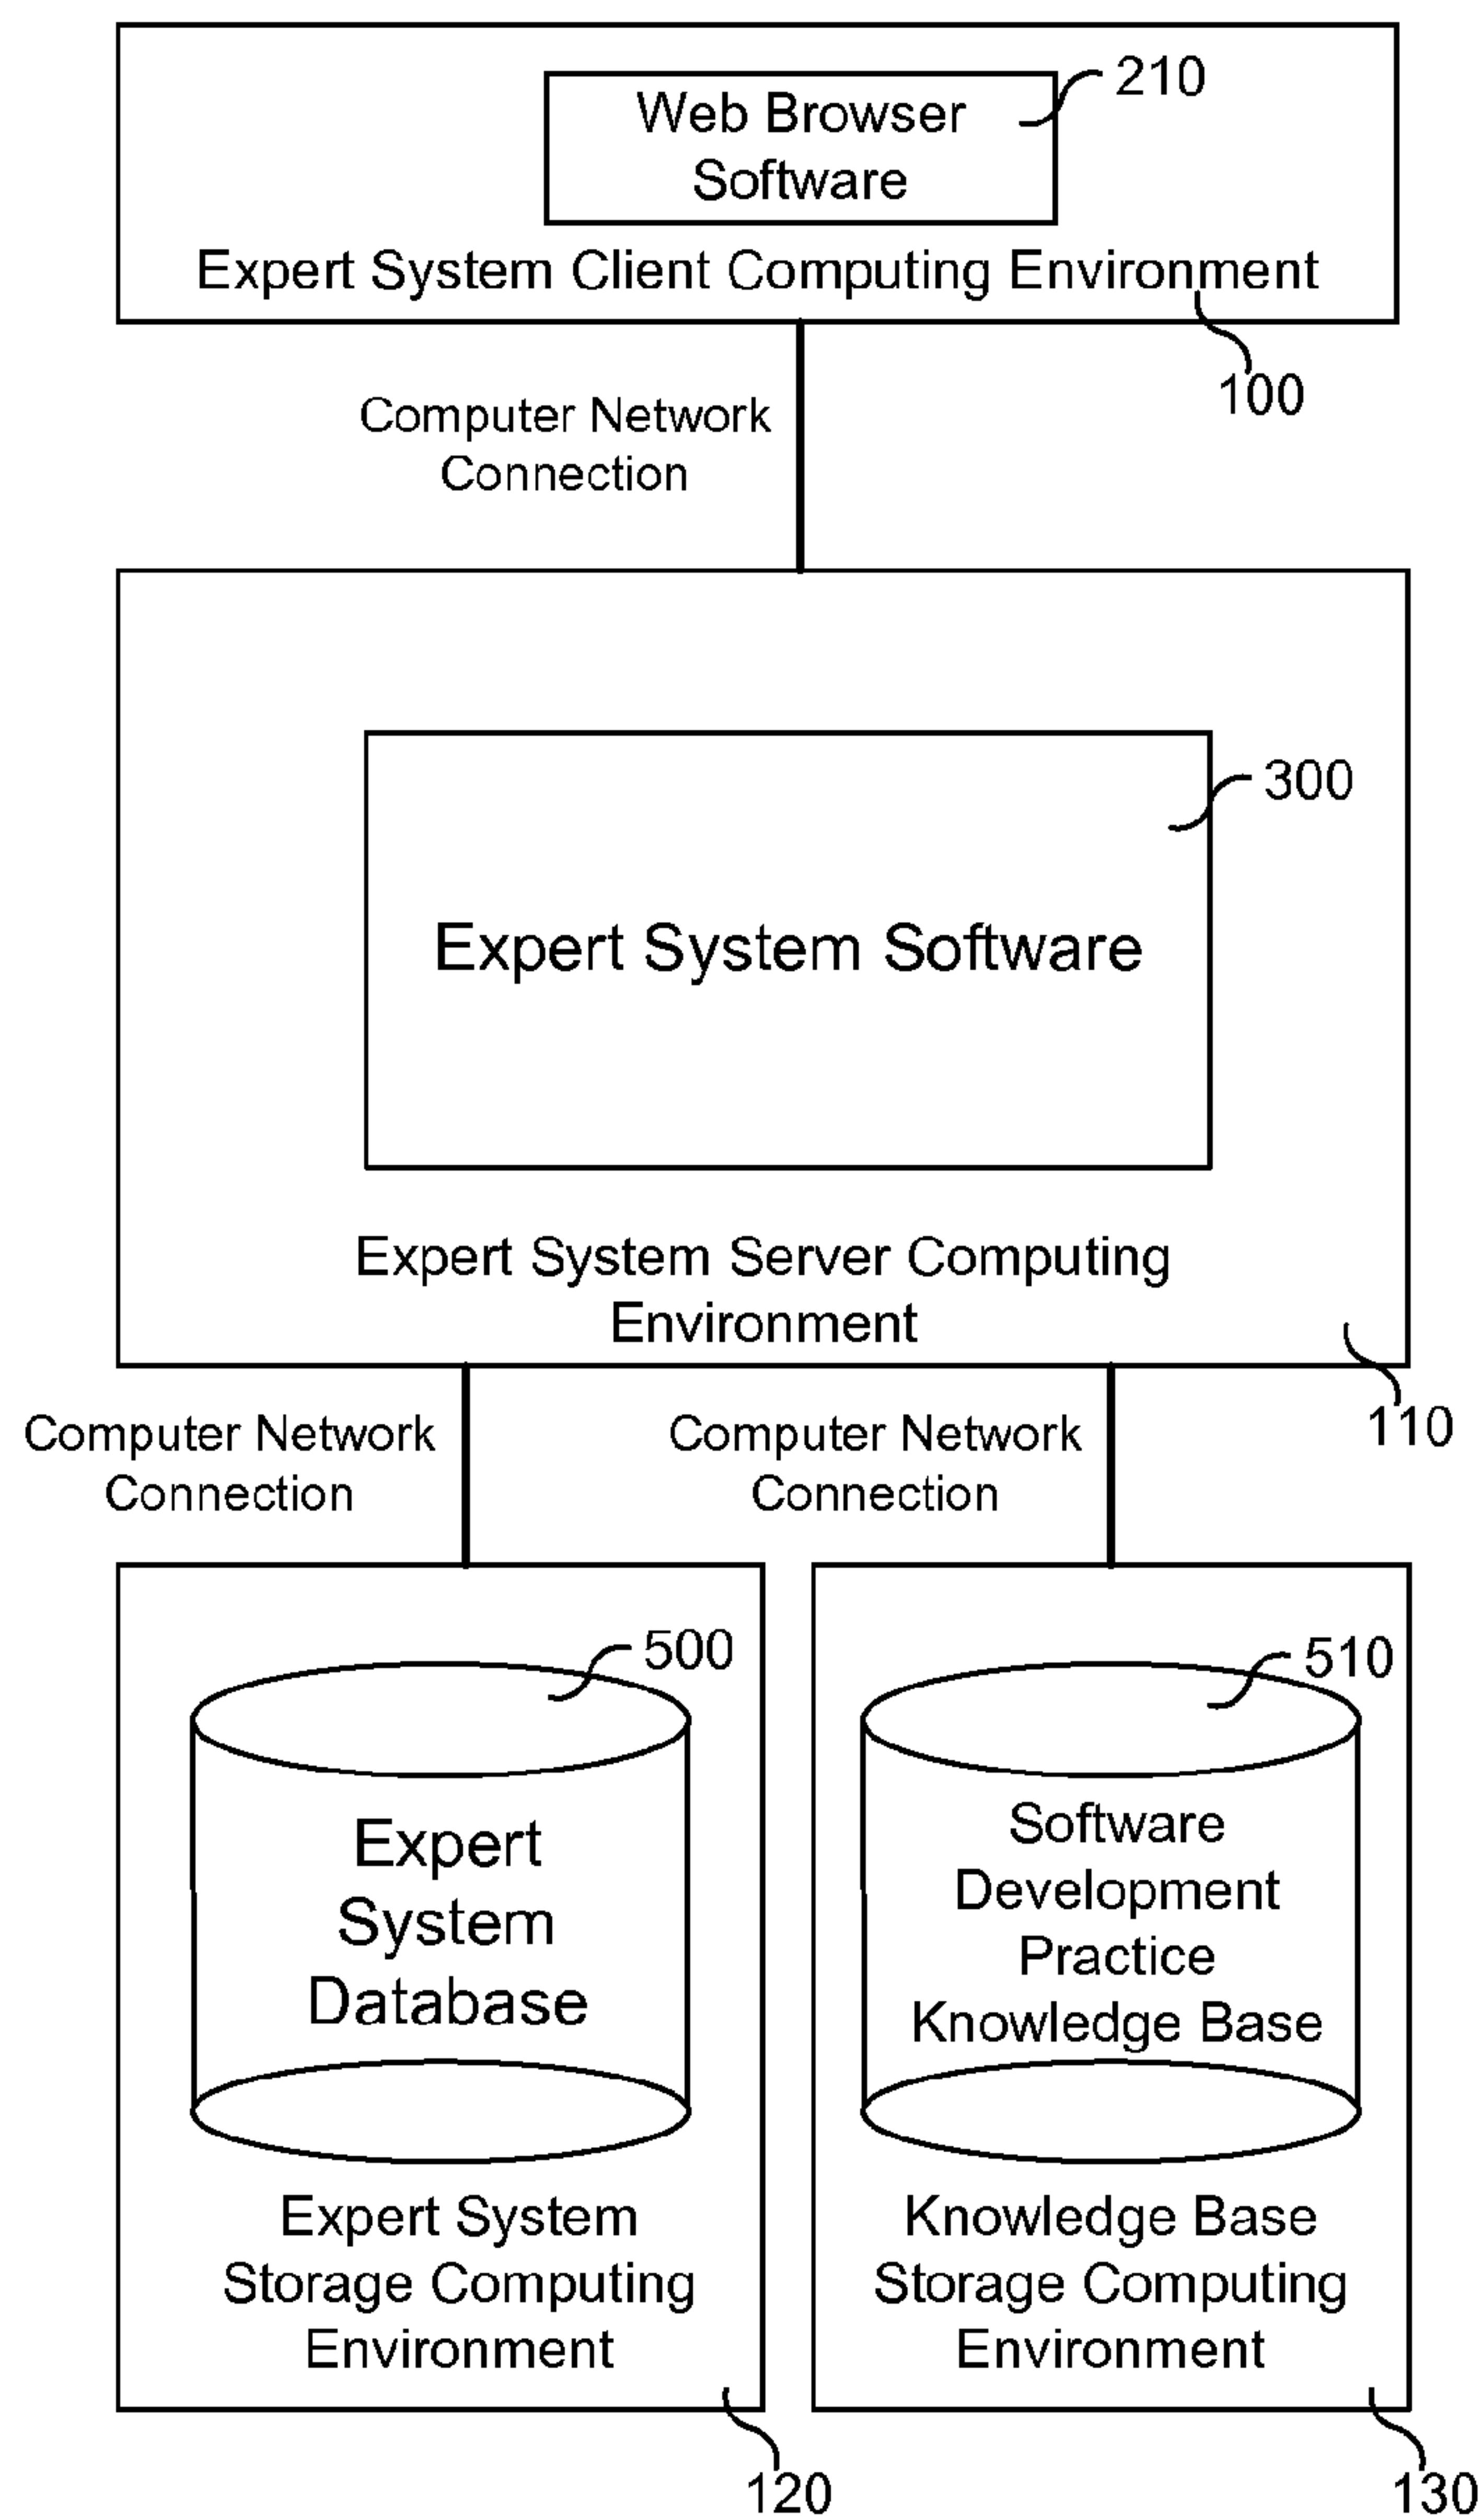 210
Web Browser
Software
Expert System Client Computing Environment
100
Computer Network
Connection
300
Expert System Software
Expert System Server Computing
Environment
110
Computer Network
Connection
Computer Network
Connection
500
Expert
System
Database
Expert System
Storage Computing
Environment
120
510
Software
Development
Practice
Knowledge Base
Knowledge Base
Storage Computing
Environment
130